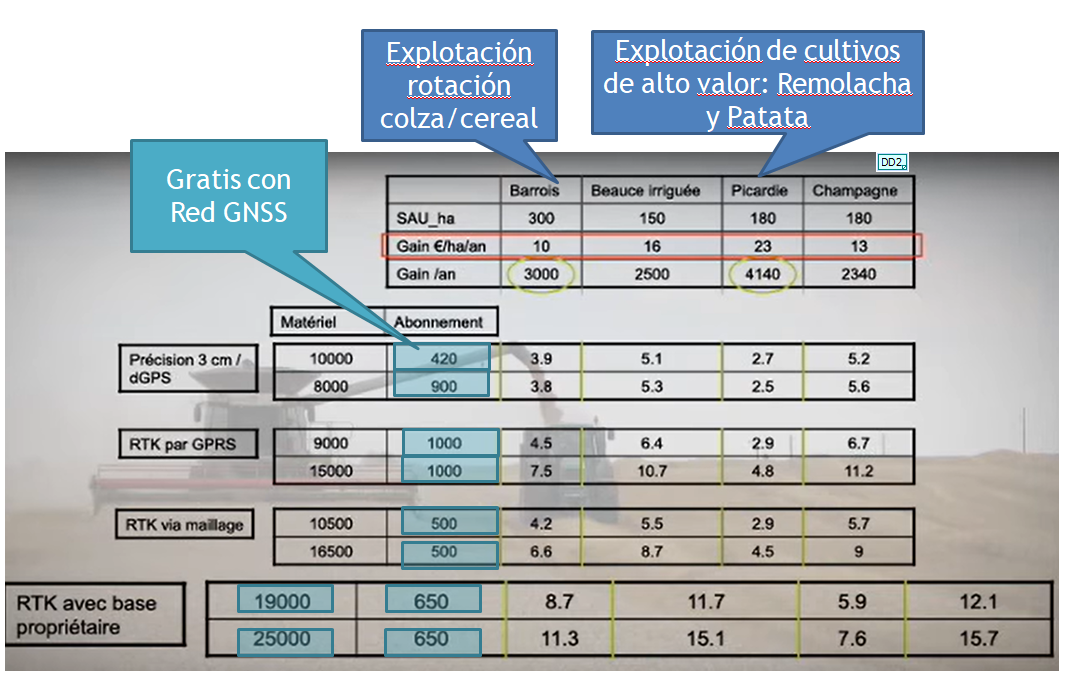 Explotación
rotación
colza/cereal
Explotación de cultivos
de alto valor: Remolacha
y Patata
Gratis con
Red GNSS
DD2
Barrois Beauce irriguée Picardie Champagne
SAU_ha 300 150 180 180
Gain €/ha/an 10 16 23 13
Gain /an 3000 2500 4140 2340
Matériel Abonnement
Précision 3 cm /
dGPS
10000 420 3.9 5.1 2.7 5.2
8000 900 3.8 5.3 2.5 5.6
RTK par GPRS
9000 1000 4.5 6.4 2.9 6.7
15000 1000 7.5 10.7 4.8 11.2
RTK via maillage
10500 500 4.2 5.5 2.9 5.7
16500 500 6.6 8.7 4.5 9
RTK avec base
propriétaire
19000 650 8.7 11.7 5.9 12.1
25000 650 11.3 15.1 7.6 15.7